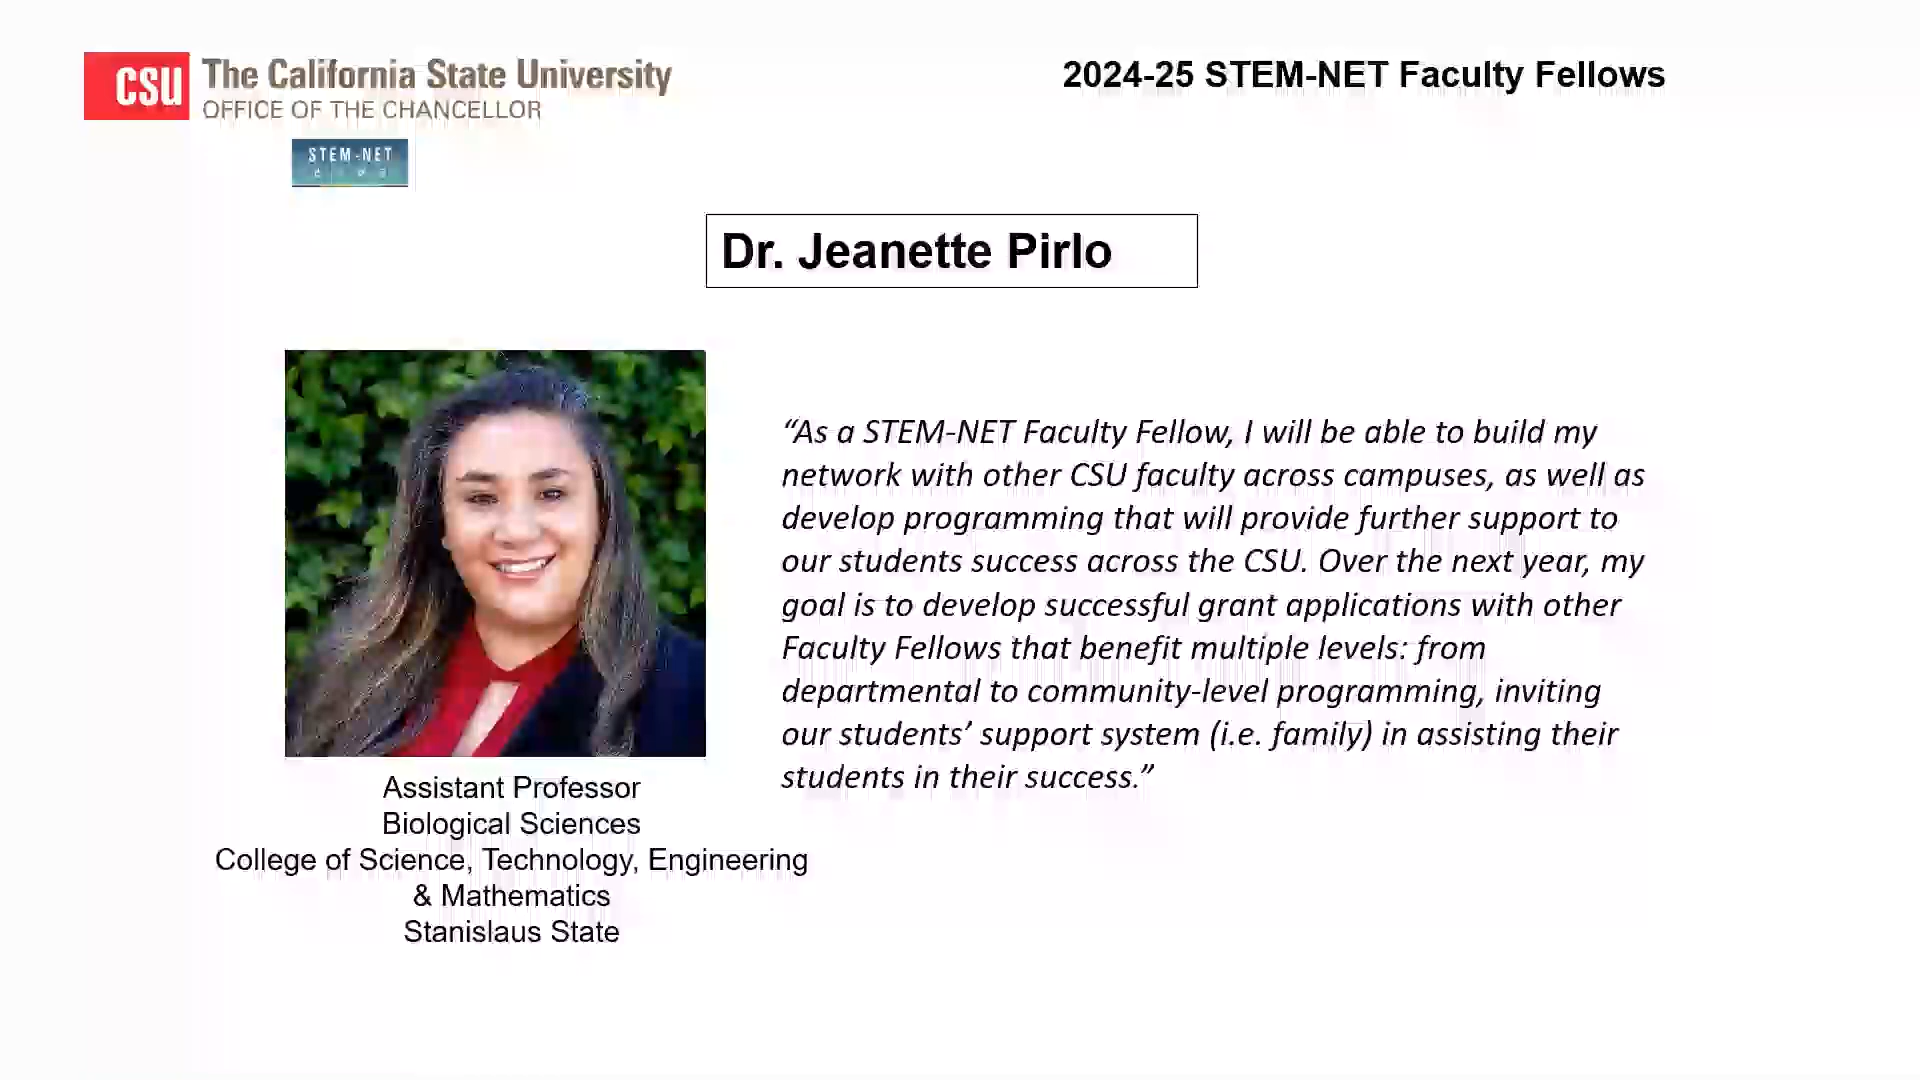 CSU
The California State University
OFFICE OF THE CHANCELLOR
STEM-NET
2024-25 STEM-NET Faculty Fellows
Dr. Jeanette Pirlo
“As a STEM-NET Faculty Fellow, I will be able to build my
network with other CSU faculty across campuses, as well as
develop programming that will provide further support to
our students success across the CSU. Over the next year, my
goal is to develop successful grant applications with other
Faculty Fellows that benefit multiple levels: from
departmental to community-level programming, inviting
our students’ support system (i.e. family) in assisting their
students in their success.”
Assistant Professor
Biological Sciences
College of Science, Technology, Engineering
& Mathematics
Stanislaus State